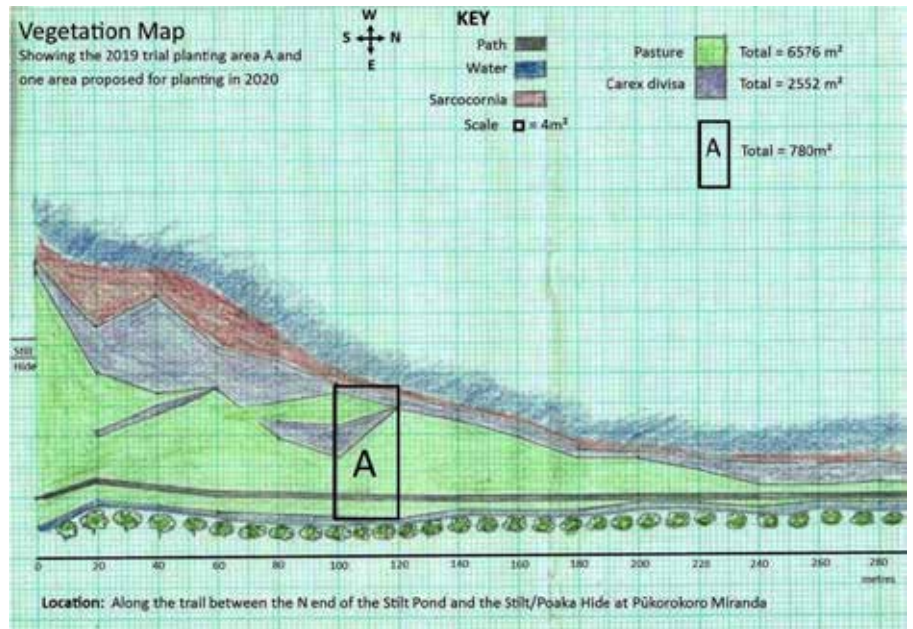 Vegetation Map
Showing the 2019 trial planting area A and
one area proposed for planting in 2020
W
S N
E
KEY
Path
Water
Sarcocornia
Scale = 4m²
Pasture Total = 6576 m²
Carex divisa Total = 2552 m²
A Total = 780m²
Stilt
Hide
A
0 20 40 60 80 100 120 140 160 180 200 220 240 260 280
metres
Location: Along the trail between the N end of the Stilt Pond and the Stilt/Poaka Hide at Pūkorokoro Miranda